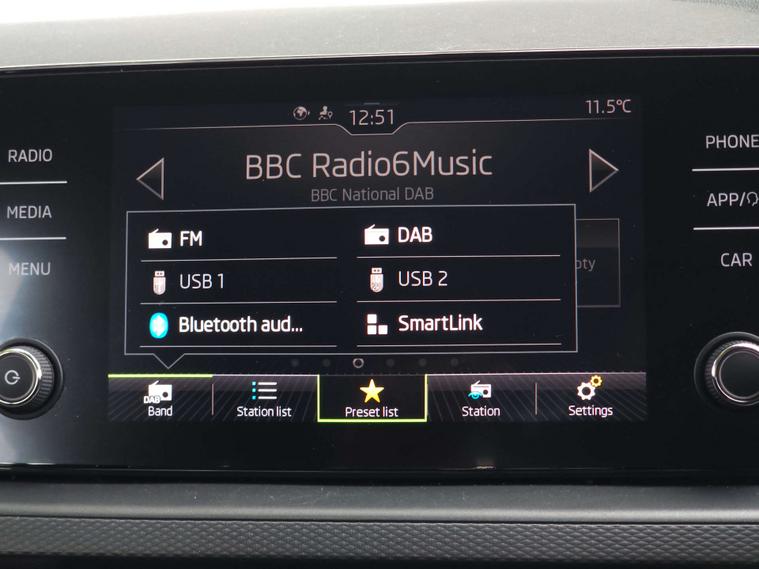 12:51
11.5°C
RADIO
MEDIA
MENU
BBC Radio6Music
BBC National DAB
FM
DAB
USB 1
USB 2
Bluetooth aud...
SmartLink
pty
DAB
Band
Station list
Preset list
Station
Settings
PHONE
APP/
CAR